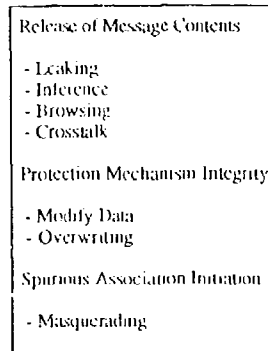 Release of Message Contents
- Leaking
- Inference
- Browsing
- Crosstalk
Protection Mechanism Integrity
- Modify Data
- Overwriting
Spurious Association Initiation
- Masquerading